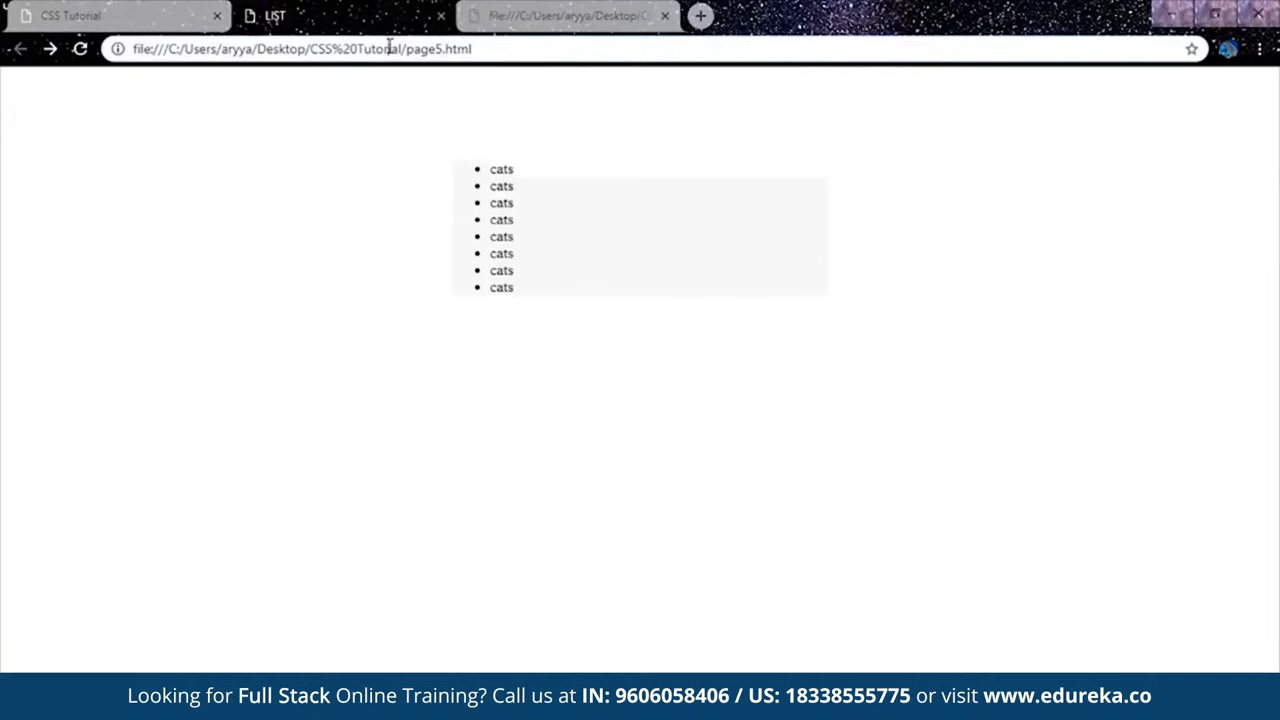 CSS Tutorial
LIST
file:///C:/Users/aryya/Desktop/C
file:///C:/Users/aryya/Desktop/CSS%20Tutorial/page5.html
cats
cats
cats
cats
cats
cats
cats
cats
Looking for Full Stack Online Training? Call us at IN: 9606058406 / US: 18338555775 or visit www.edureka.co